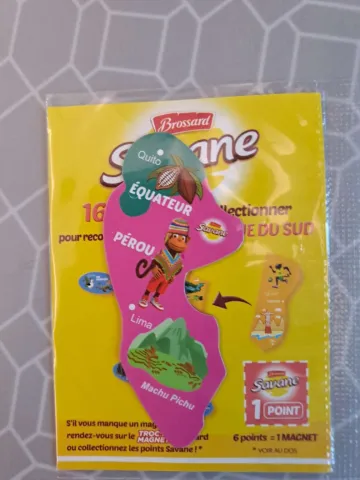 Brossard
Savane
Quito
16
collectionner
ÉQUATEUR
pour reco
DU SUD
PÉROU
Savane
Lima
Machu Pichu
Savane
1 POINT
S'il vous manque un mag
rendez-vous sur le TROC MAGNE ard
ou collectionnez les points Savane ! *
6 points = 1 MAGNET
* VOIR AU DOS